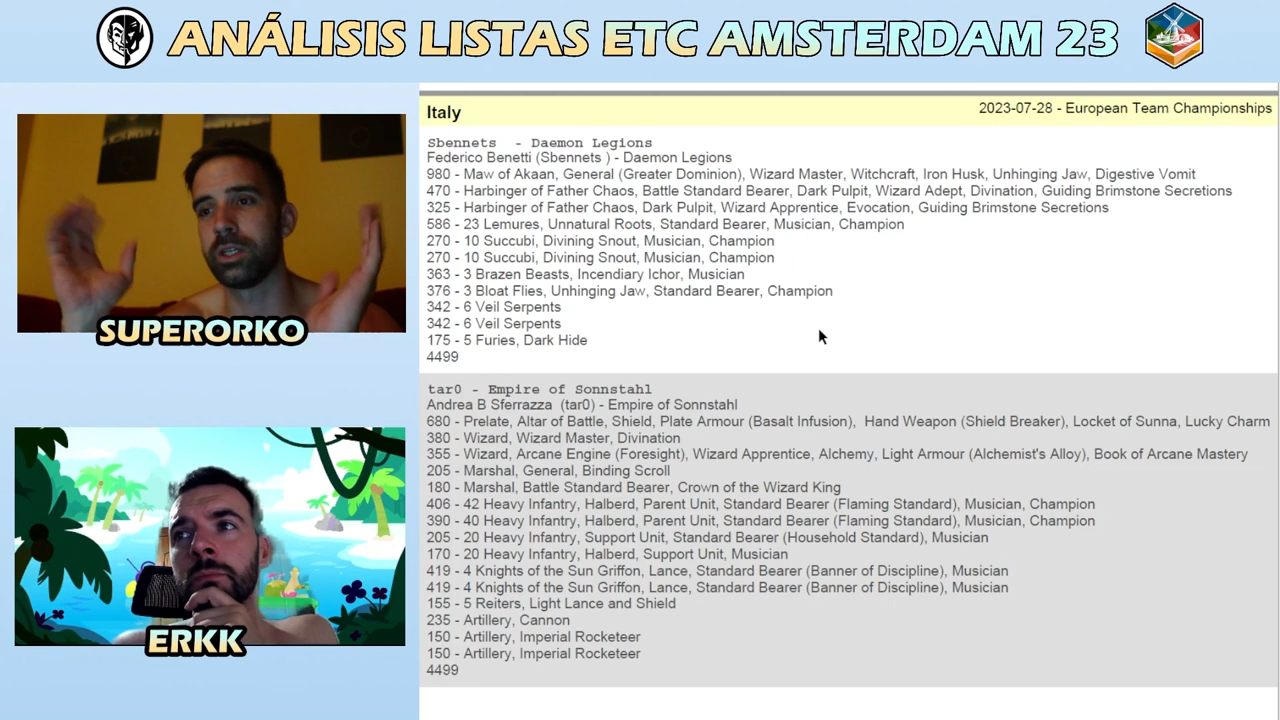 ANÁLISIS LISTAS ETC AMSTERDAM 23
SUPERORKO
ERKK
Italy
2023-07-28 - European Team Championships
Sbennets - Daemon Legions
Federico Benetti (Sbennets ) - Daemon Legions
980 - Maw of Akaan, General (Greater Dominion), Wizard Master, Witchcraft, Iron Husk, Unhinging Jaw, Digestive Vomit
470 - Harbinger of Father Chaos, Battle Standard Bearer, Dark Pulpit, Wizard Adept, Divination, Guiding Brimstone Secretions
325 - Harbinger of Father Chaos, Dark Pulpit, Wizard Apprentice, Evocation, Guiding Brimstone Secretions
586 - 23 Lemures, Unnatural Roots, Standard Bearer, Musician, Champion
270 - 10 Succubi, Divining Snout, Musician, Champion
270 - 10 Succubi, Divining Snout, Musician, Champion
363 - 3 Brazen Beasts, Incendiary Ichor, Musician
376 - 3 Bloat Flies, Unhinging Jaw, Standard Bearer, Champion
342 - 6 Veil Serpents
342 - 6 Veil Serpents
175 - 5 Furies, Dark Hide
4499
tar0 - Empire of Sonnstahl
Andrea B Sferrazza (tar0) - Empire of Sonnstahl
680 - Prelate, Altar of Battle, Shield, Plate Armour (Basalt Infusion), Hand Weapon (Shield Breaker), Locket of Sunna, Lucky Charm
380 - Wizard, Wizard Master, Divination
355 - Wizard, Arcane Engine (Foresight), Wizard Apprentice, Alchemy, Light Armour (Alchemist's Alloy), Book of Arcane Mastery
205 - Marshal, General, Binding Scroll
180 - Marshal, Battle Standard Bearer, Crown of the Wizard King
406 - 42 Heavy Infantry, Halberd, Parent Unit, Standard Bearer (Flaming Standard), Musician, Champion
390 - 40 Heavy Infantry, Halberd, Parent Unit, Standard Bearer (Flaming Standard), Musician, Champion
205 - 20 Heavy Infantry, Support Unit, Standard Bearer (Household Standard), Musician
170 - 20 Heavy Infantry, Halberd, Support Unit, Musician
419 - 4 Knights of the Sun Griffon, Lance, Standard Bearer (Banner of Discipline), Musician
419 - 4 Knights of the Sun Griffon, Lance, Standard Bearer (Banner of Discipline), Musician
155 - 5 Reiters, Light Lance and Shield
235 - Artillery, Cannon
150 - Artillery, Imperial Rocketeer
150 - Artillery, Imperial Rocketeer
4499